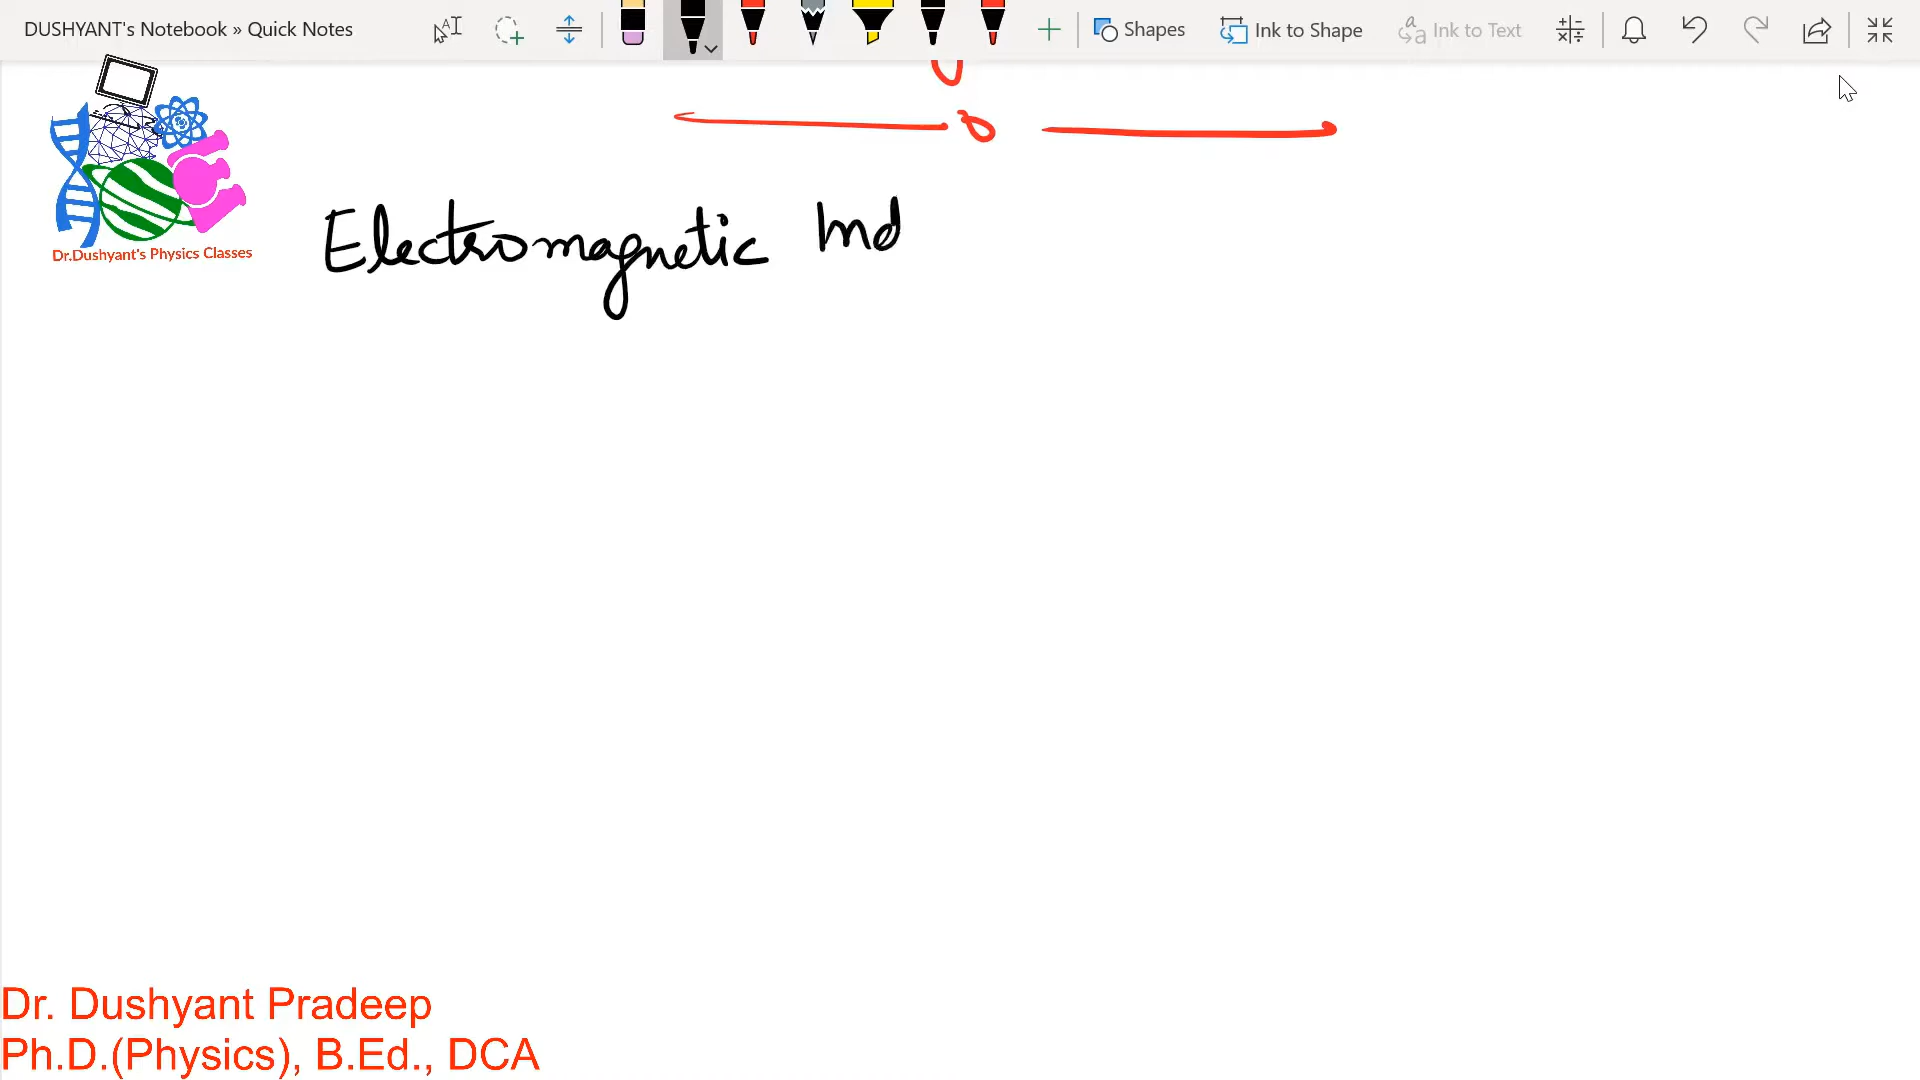 DUSHYANT's Notebook » Quick Notes
Shapes
Ink to Shape
Ink to Text
Dr.Dushyant's Physics Classes
Electromagnetic Ind
Dr. Dushyant Pradeep
Ph.D.(Physics), B.Ed., DCA